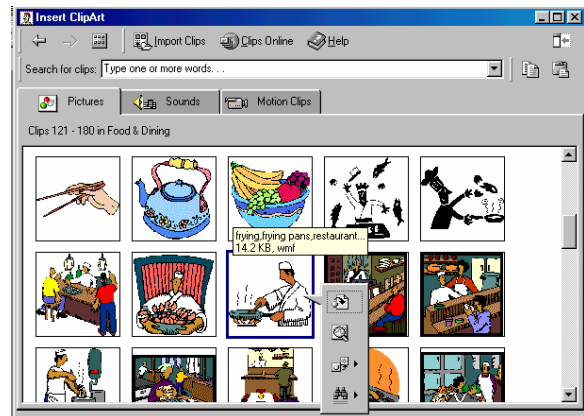 Insert ClipArt
Import Clips Clips Online Help
Search for clips: Type one or more words. . .
Pictures Sounds Motion Clips
Clips 121 - 180 in Food & Dining
frying,frying pans,restaurant...
14.2 KB, wmf